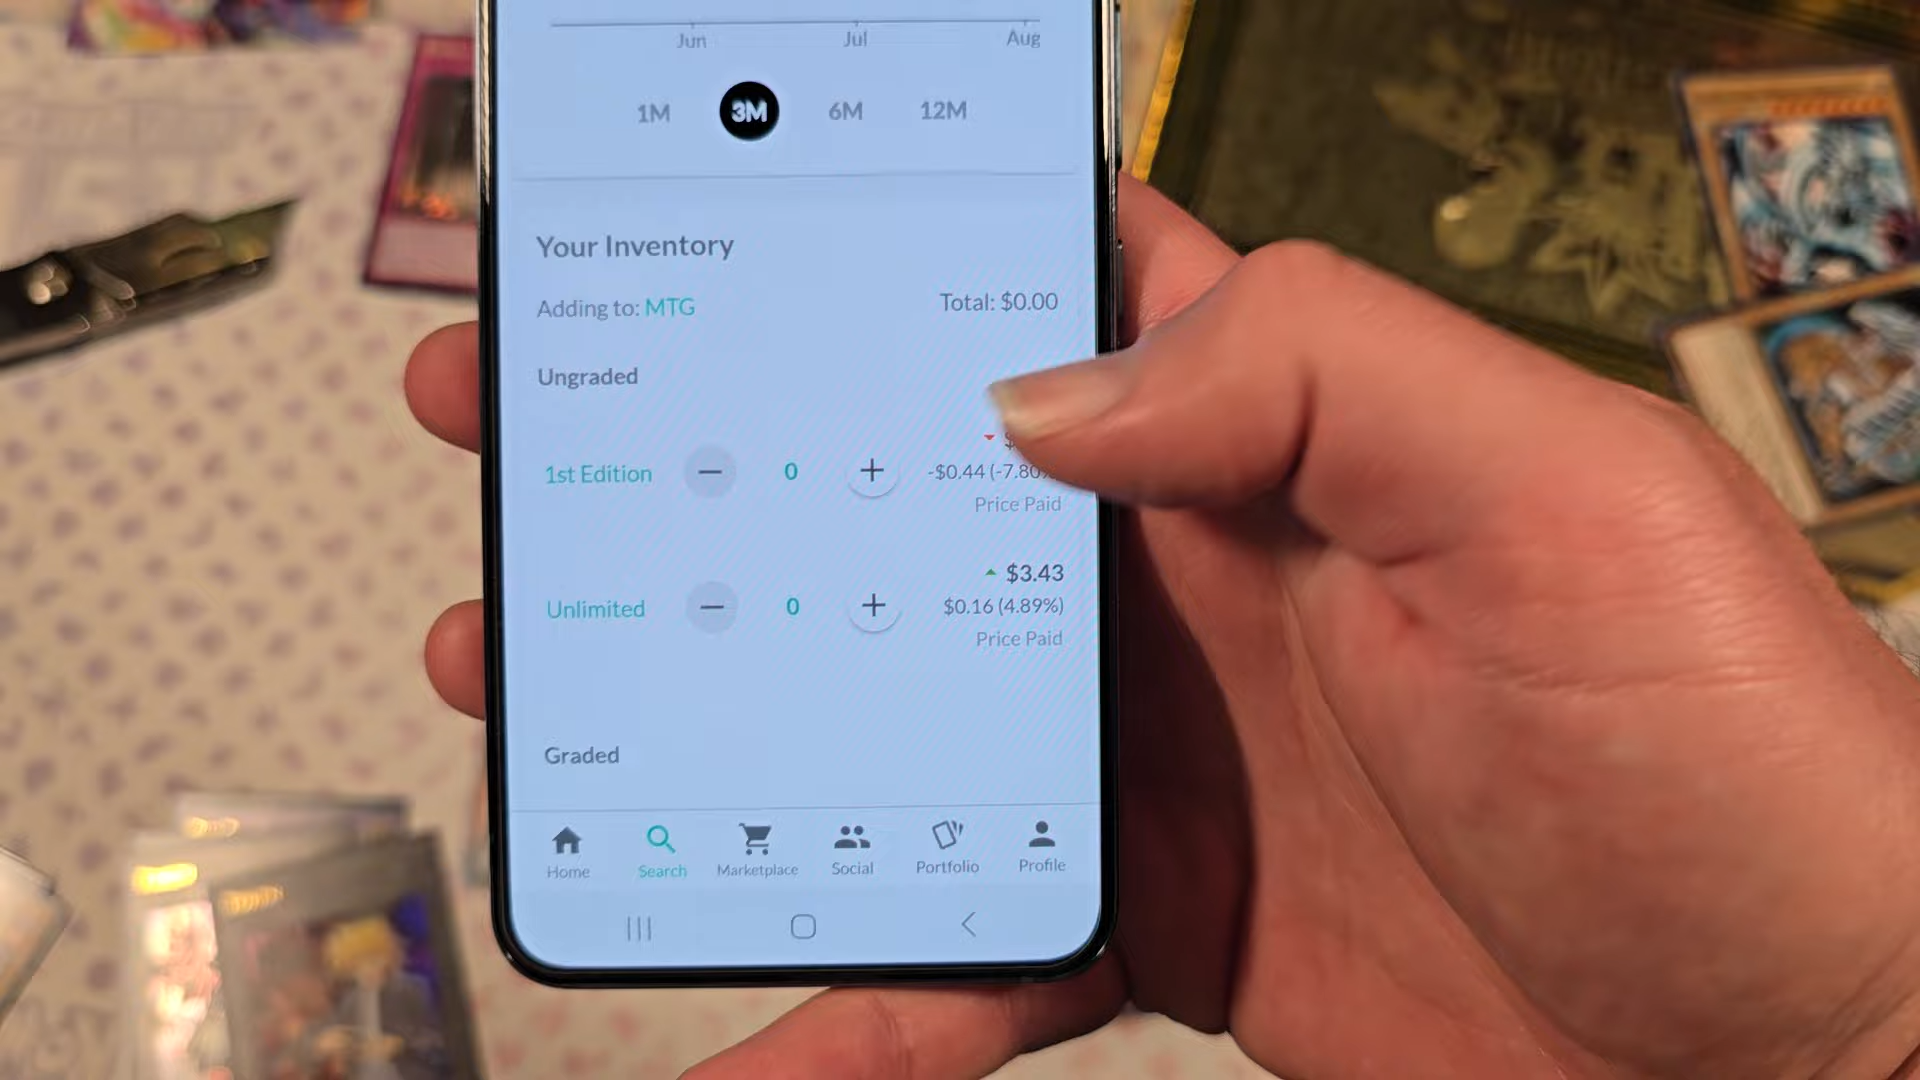 Jun Jul Aug
1M 3M 6M 12M
Your Inventory
Adding to: MTG Total: $0.00
Ungraded
1st Edition 0 -$0.44 (-7.80
Price Paid
$3.43
Unlimited 0 $0.16 (4.89%)
Price Paid
Graded
Home Search Marketplace Social Portfolio Profile